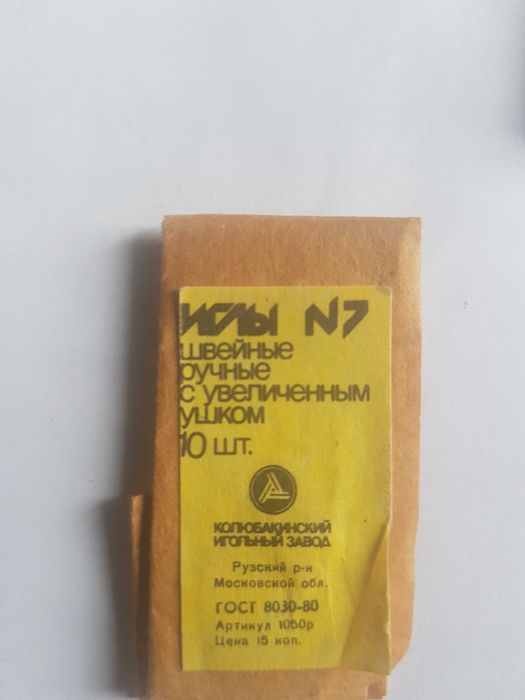 ИГЛЫ N7
швейные
ручные
с увеличенным
ушком
10 шт.
КОЛЮБАКИНСКИЙ
ИГОЛЬНЫЙ ЗАВОД
Рузский р-н
Московской обл.
ГОСТ 8030-80
Артикул 1050р
Цена 15 коп.